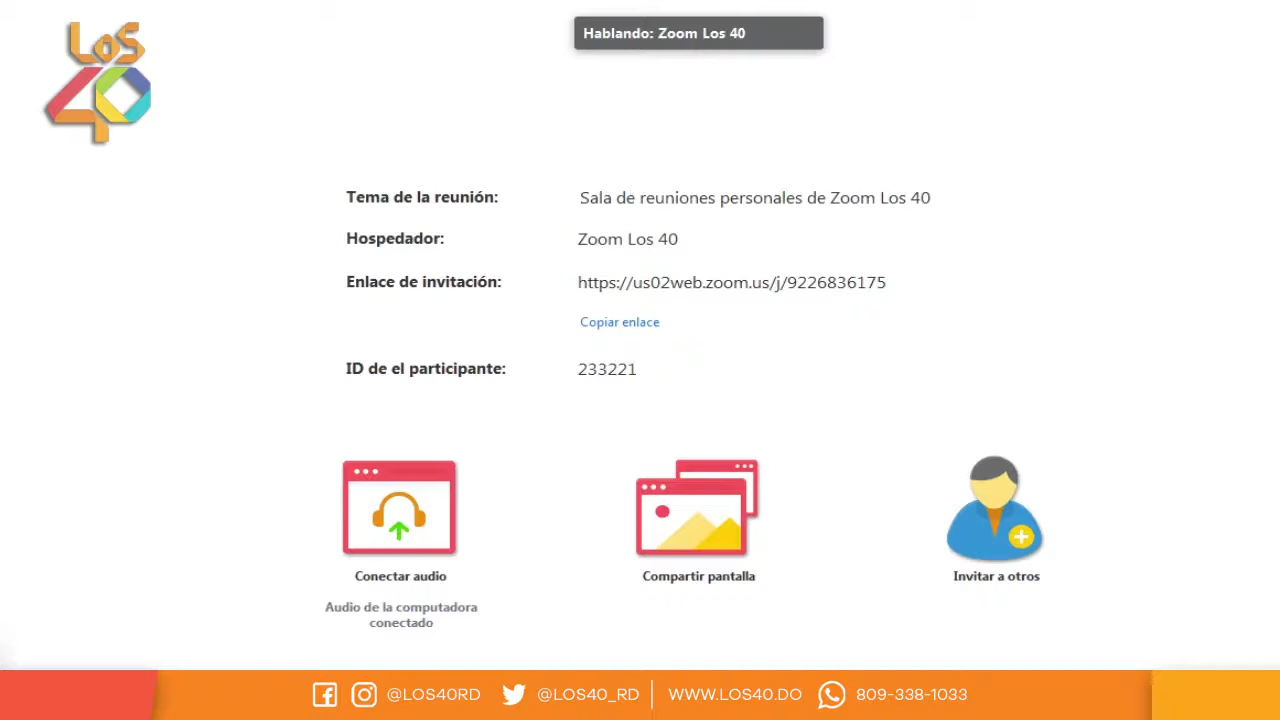 LOS
40
Hablando: Zoom Los 40
Tema de la reunión: Sala de reuniones personales de Zoom Los 40
Hospedador: Zoom Los 40
Enlace de invitación: https://us02web.zoom.us/j/9226836175
Copiar enlace
ID de el participante: 233221
Conectar audio
Audio de la computadora
conectado
Compartir pantalla
Invitar a otros
@LOS40RD @LOS40_RD WWW.LOS40.DO 809-338-1033